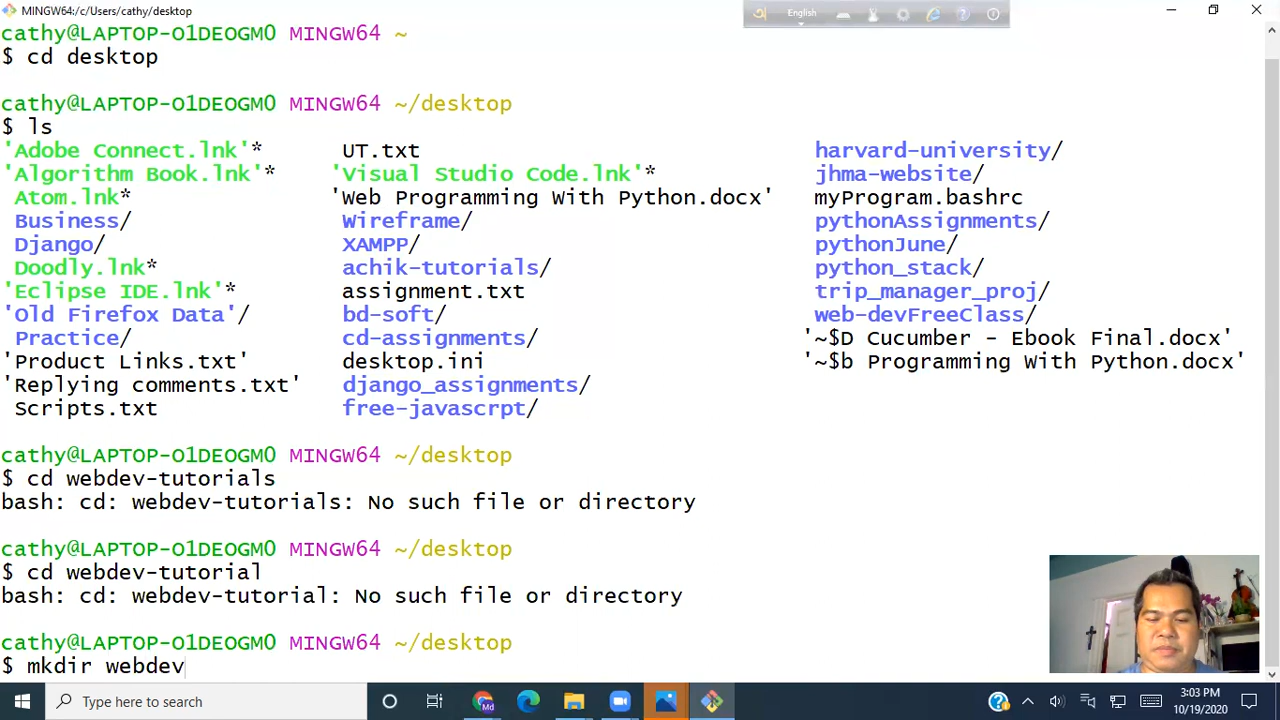 MINGW64:/c/Users/cathy/desktop
English
cathy@LAPTOP-O1DEOGM0 MINGW64 ~
$ cd desktop
cathy@LAPTOP-O1DEOGM0 MINGW64 ~/desktop
$ ls
'Adobe Connect.lnk'* UT.txt harvard-university/
'Algorithm Book.lnk'* 'Visual Studio Code.lnk'* jhma-website/
Atom.lnk* 'Web Programming With Python.docx' myProgram.bashrc
Business/ Wireframe/ pythonAssignments/
Django/ XAMPP/ pythonJune/
Doodly.lnk* achik-tutorials/ python_stack/
'Eclipse IDE.lnk'* assignment.txt trip_manager_proj/
'Old Firefox Data'/ bd-soft/ web-devFreeClass/
Practice/ cd-assignments/ '~$D Cucumber - Ebook Final.docx'
'Product Links.txt' desktop.ini '~$b Programming With Python.docx'
'Replying comments.txt' django_assignments/
Scripts.txt free-javascrpt/
cathy@LAPTOP-O1DEOGM0 MINGW64 ~/desktop
$ cd webdev-tutorials
bash: cd: webdev-tutorials: No such file or directory
cathy@LAPTOP-O1DEOGM0 MINGW64 ~/desktop
$ cd webdev-tutorial
bash: cd: webdev-tutorial: No such file or directory
cathy@LAPTOP-O1DEOGM0 MINGW64 ~/desktop
$ mkdir webdev
Type here to search
Md
3:03 PM
10/19/2020